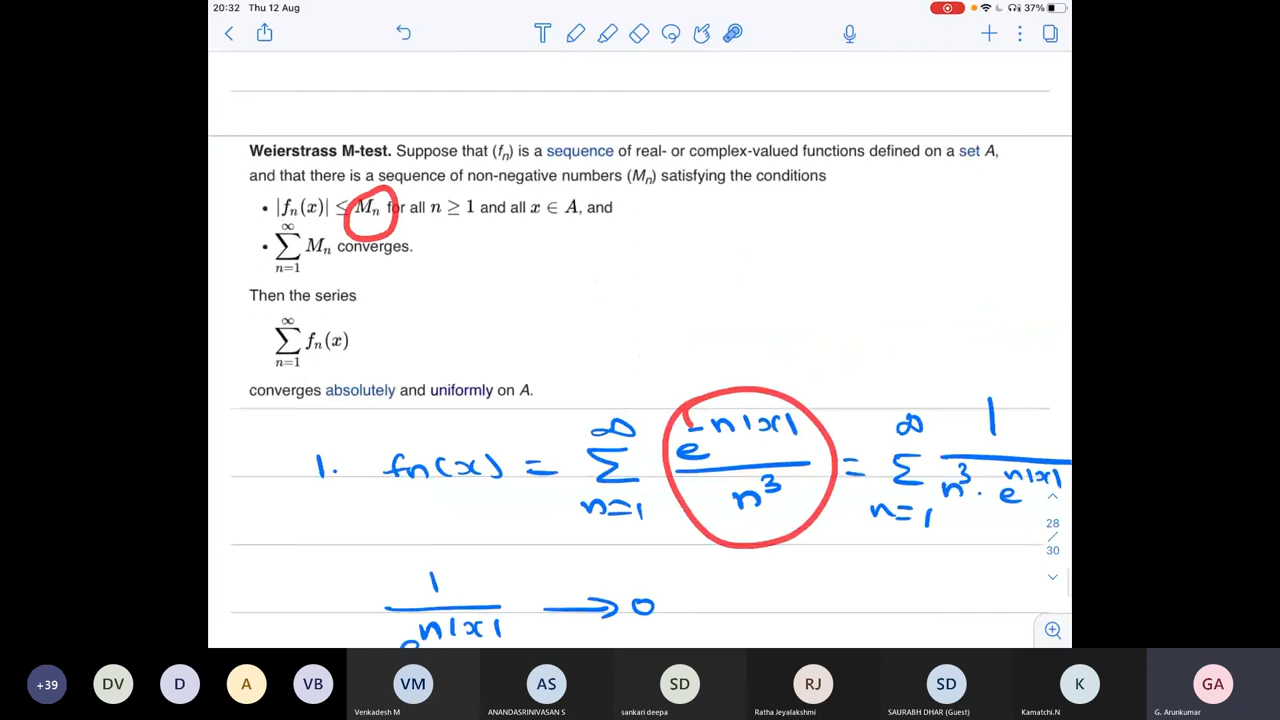 20:32 Thu 12 Aug
37%
Weierstrass M-test. Suppose that (fn) is a sequence of real- or complex-valued functions defined on a set A,
and that there is a sequence of non-negative numbers (Mn) satisfying the conditions
• |fn(x)| ≤ Mn for all n ≥ 1 and all x ∈ A, and
• ∑_{n=1}^{∞} Mn converges.
Then the series
∑_{n=1}^{∞} fn(x)
converges absolutely and uniformly on A.
1. fn(x) = ∑_{n=1}^{∞} e^{-n|x|} / n^3 = ∑_{n=1}^{∞} 1 / n^3 · e^{n|x|}
1 / e^{n|x|} → 0
28
/
30
+39 DV D A VB VM AS SD RJ SD K GA
Venkadesh M ANANDASRINIVASAN S sankari deepa Ratha Jeyalakshmi SAURABH DHAR (Guest) Kamatchi.N G. Arunkumar